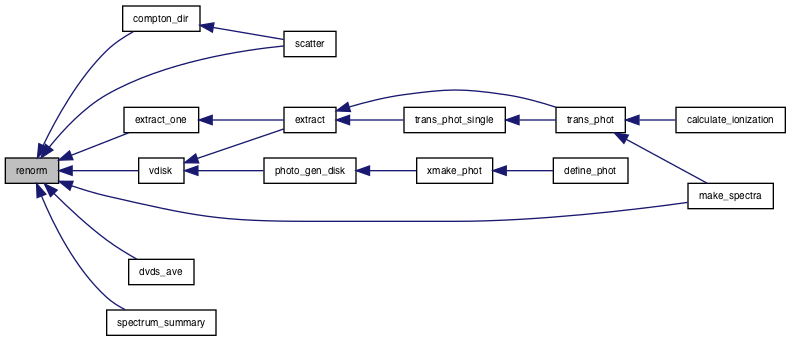 compton_dir
scatter
extract_one
extract
trans_phot_single
trans_phot
calculate_ionization
renorm
vdisk
photo_gen_disk
xmake_phot
define_phot
make_spectra
dvds_ave
spectrum_summary